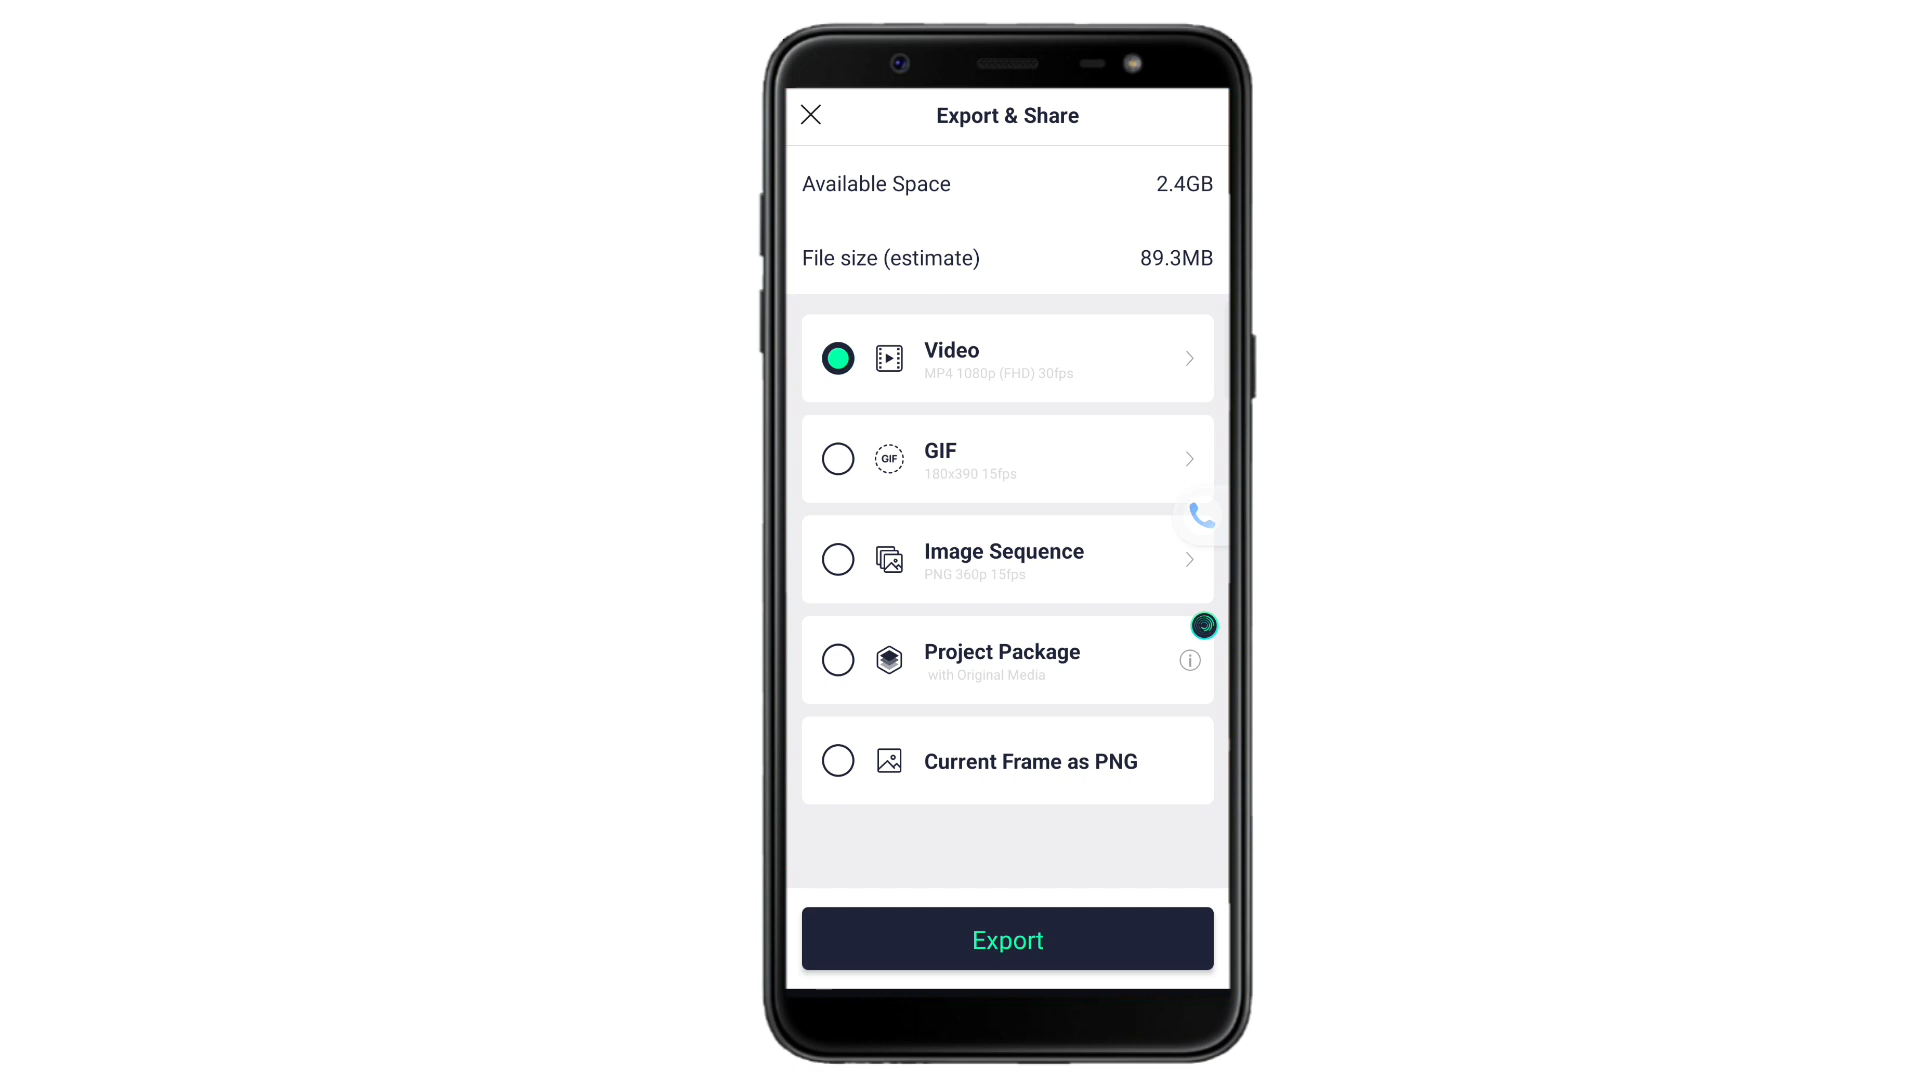 Export & Share
Available Space 2.4GB
File size (estimate) 89.3MB
Video
MP4 1080p (FHD) 30fps
GIF
GIF
180x390 15fps
Image Sequence
PNG 360p 15fps
Project Package
with Original Media
Current Frame as PNG
Export